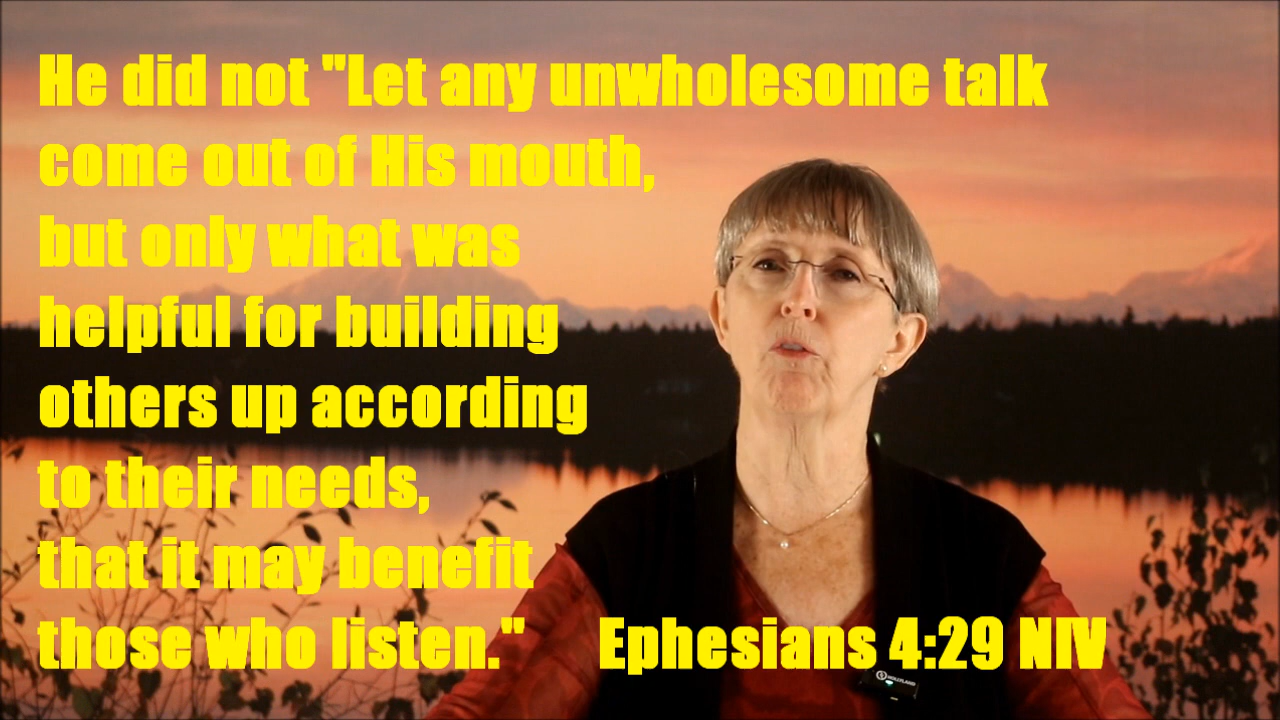 He did not "Let any unwholesome talk
come out of His mouth,
but only what was
helpful for building
others up according
to their needs,
that it may benefit
those who listen." Ephesians 4:29 NIV
HOLLYLAND